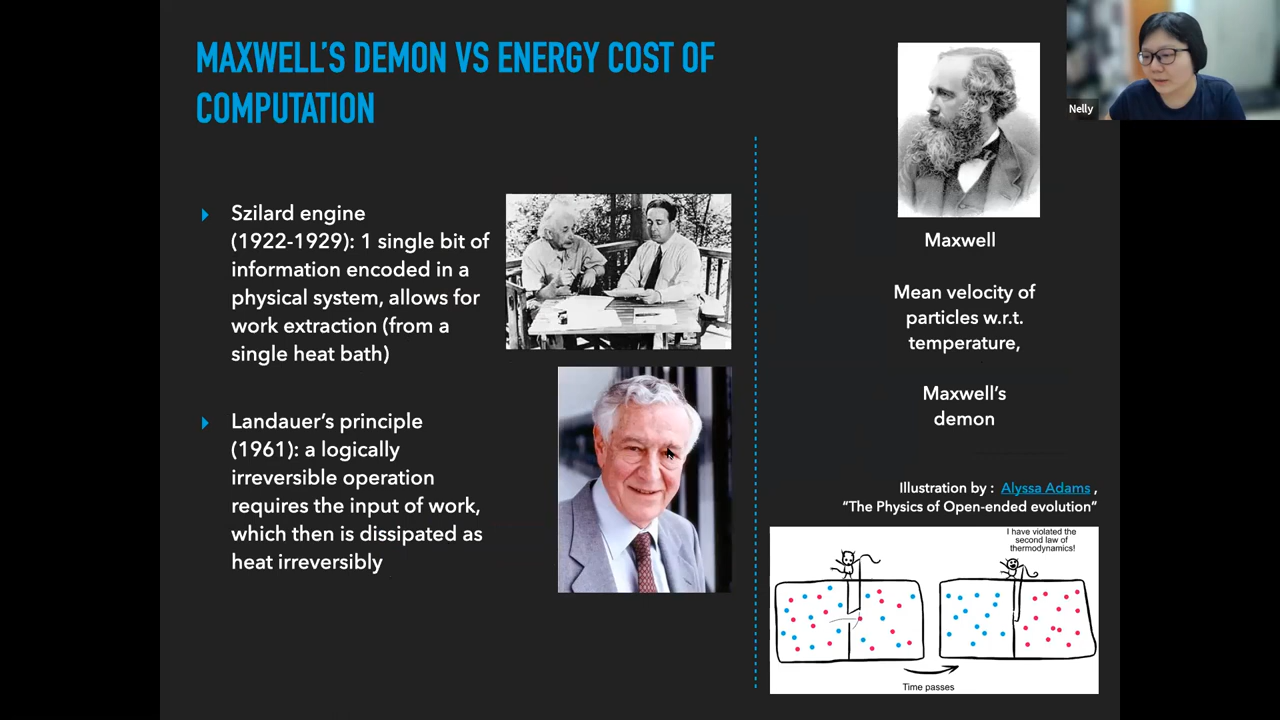 MAXWELL’S DEMON VS ENERGY COST OF
COMPUTATION
Szilard engine
(1922-1929): 1 single bit of
information encoded in a
physical system, allows for
work extraction (from a
single heat bath)
Landauer’s principle
(1961): a logically
irreversible operation
requires the input of work,
which then is dissipated as
heat irreversibly
Maxwell
Mean velocity of
particles w.r.t.
temperature,
Maxwell’s
demon
Illustration by : Alyssa Adams ,
“The Physics of Open-ended evolution”
I have violated the
second law of
thermodynamics!
Time passes
Nelly